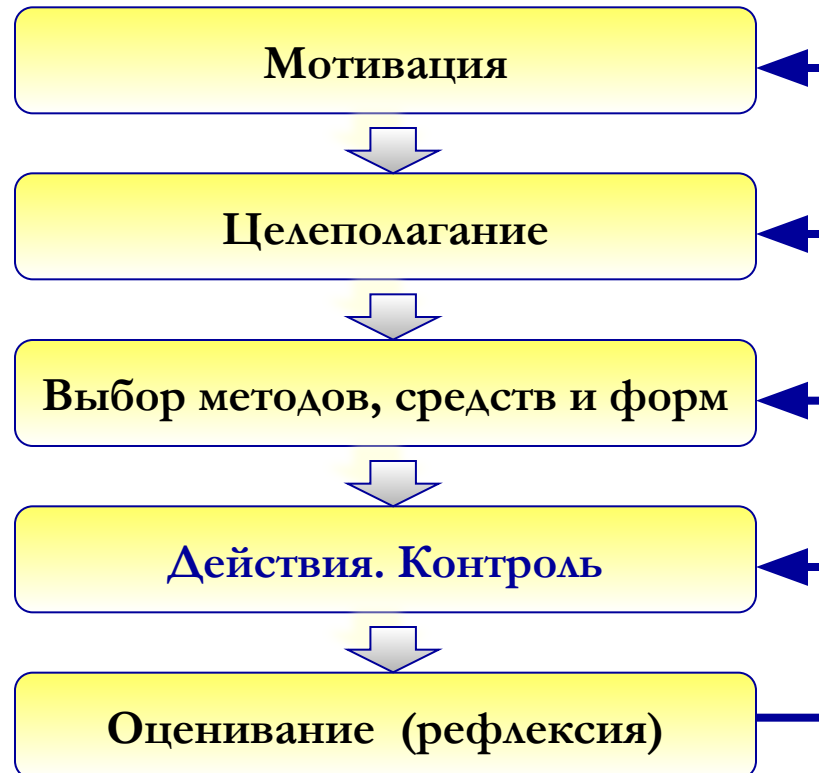 Мотивация
Целеполагание
Выбор методов, средств и форм
Действия. Контроль
Оценивание (рефлексия)